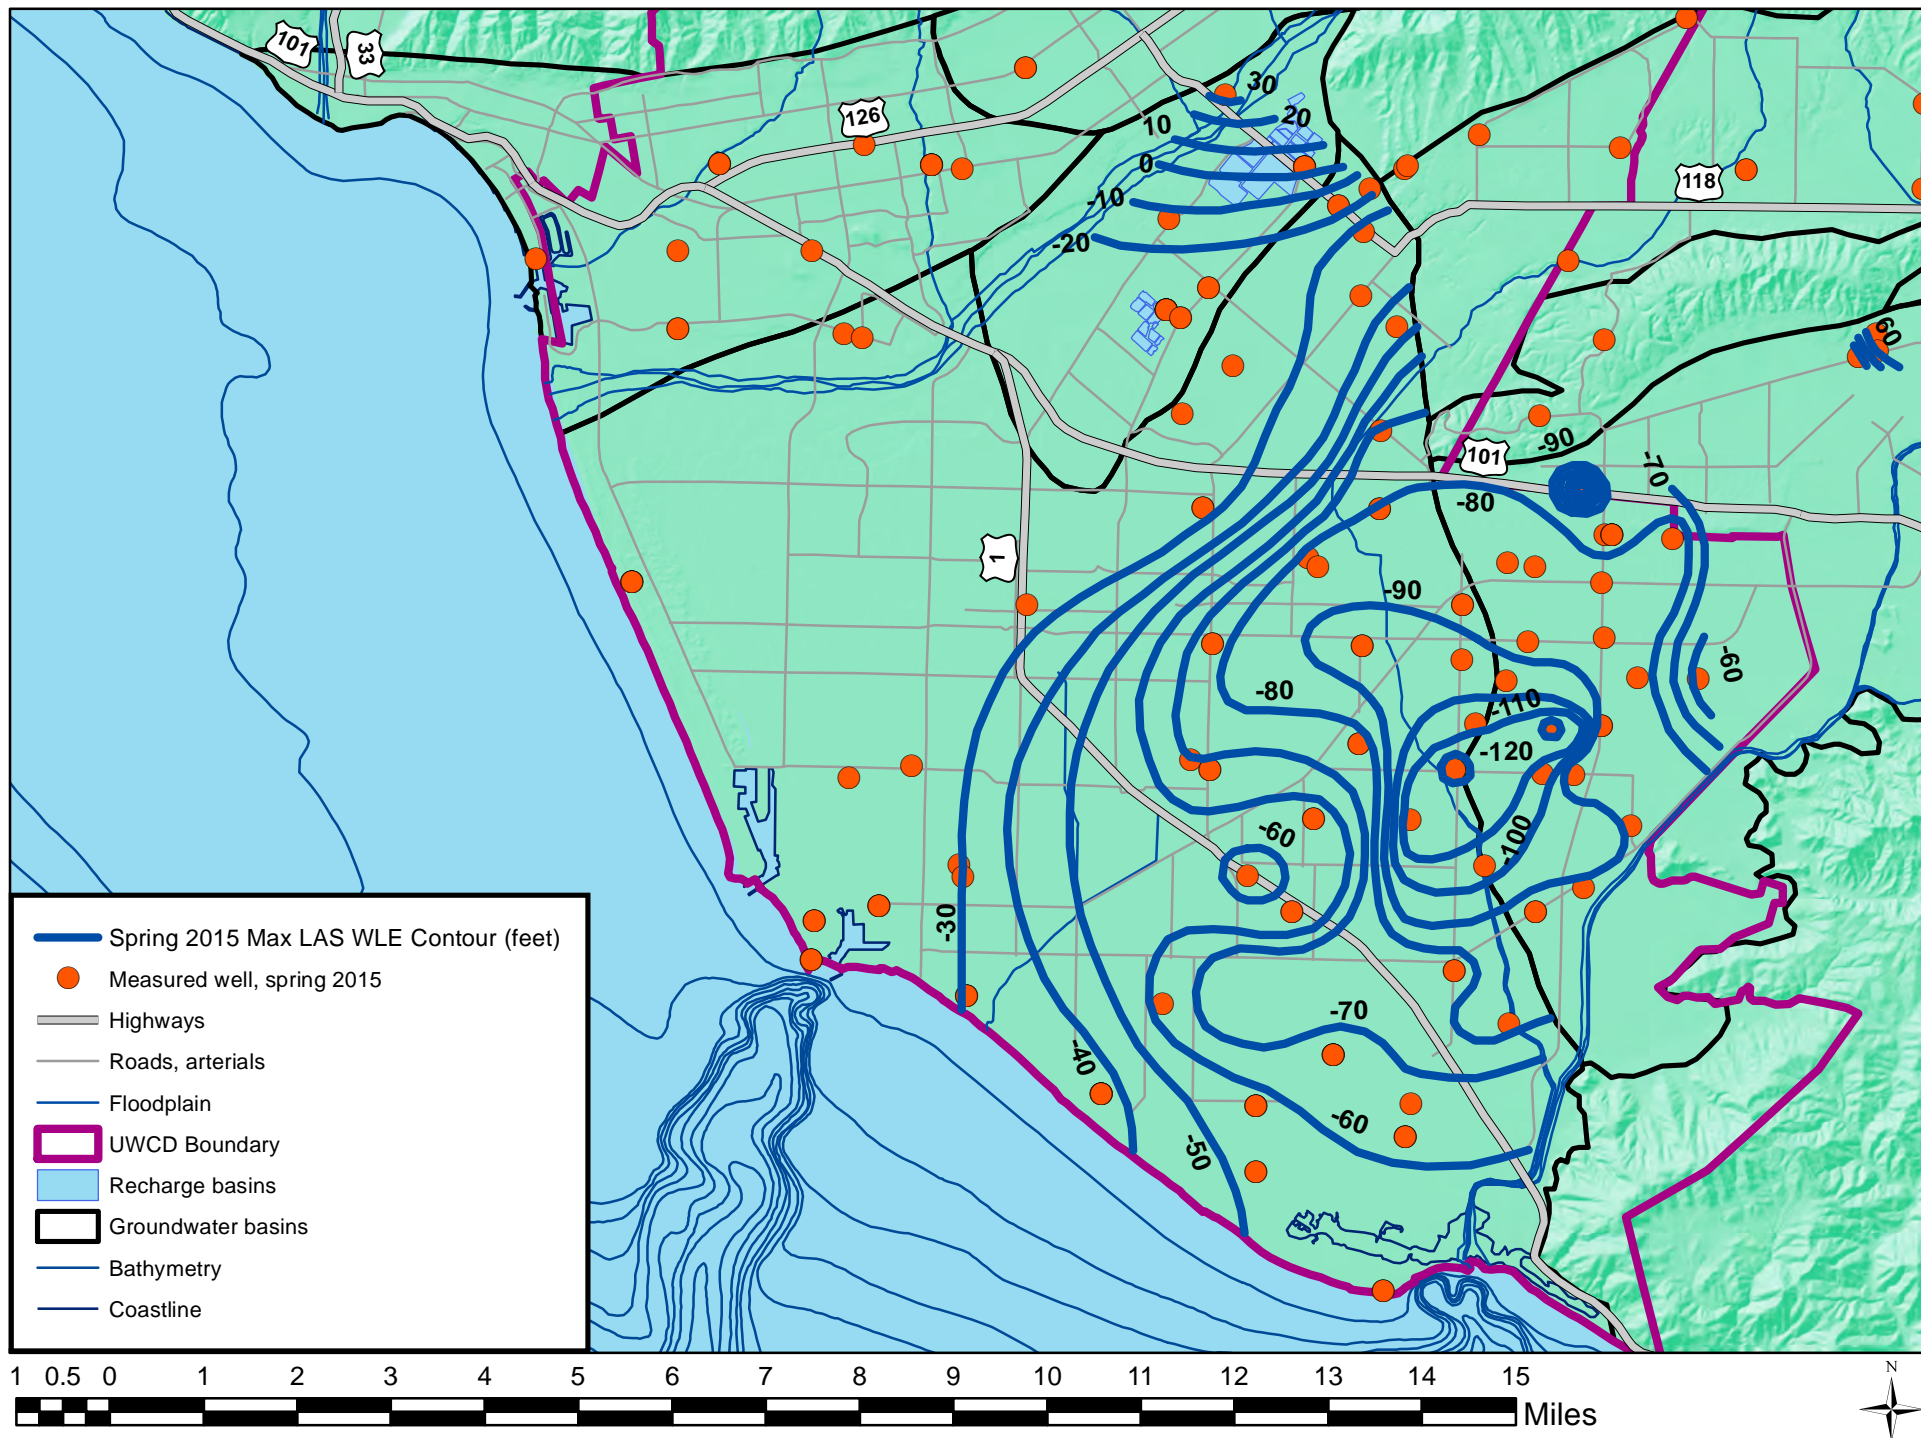 101
33
126
30
20
10
0
-10
-20
118
60
-90
101
-70
-80
1
-90
-80
-60
-110
-120
-60
-100
-30
-70
-40
-60
-50
Spring 2015 Max LAS WLE Contour (feet)
Measured well, spring 2015
Highways
Roads, arterials
Floodplain
UWCD Boundary
Recharge basins
Groundwater basins
Bathymetry
Coastline
1 0.5 0 1 2 3 4 5 6 7 8 9 10 11 12 13 14 15
Miles
N